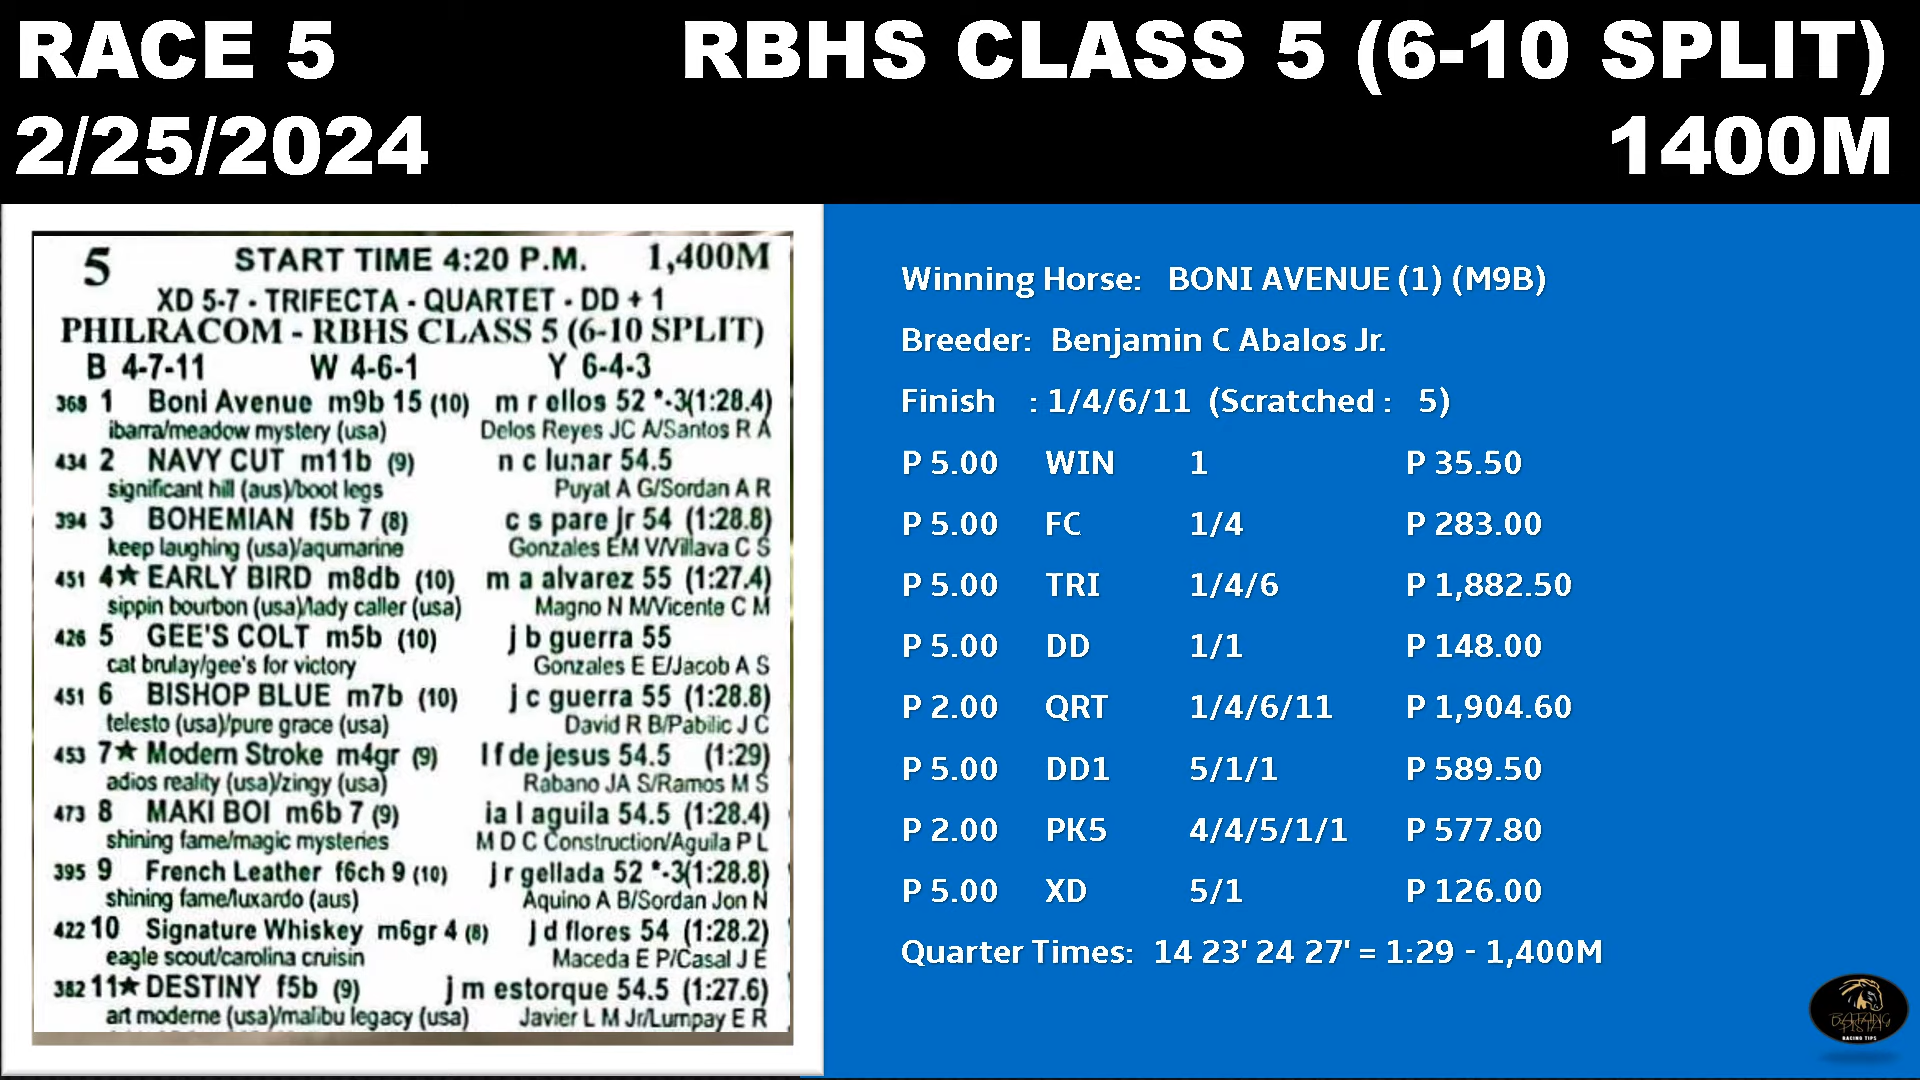 RACE 5
RBHS CLASS 5 (6-10 SPLIT)
2/25/2024
1400M
5 START TIME 4:20 P.M. 1,400M
XD 5-7 - TRIFECTA - QUARTET - DD + 1
PHILRACOM - RBHS CLASS 5 (6-10 SPLIT)
B 4-7-11 W 4-6-1 Y 6-4-3
368 1 Boni Avenue m9b 15 (10) m r ellos 52 *-3(1:28.4)
ibarra/meadow mystery (usa) Delos Reyes JC A/Santos R A
434 2 NAVY CUT m11b (9) n c lunar 54.5
significant hill (aus)/boot legs Puyat A G/Sordan A R
394 3 BOHEMIAN f5b 7 (8) c s pare jr 54 (1:28.8)
keep laughing (usa)/aqumarine Gonzales EM V/Villava C S
451 4★ EARLY BIRD m8db (10) m a alvarez 55 (1:27.4)
sippin bourbon (usa)/lady caller (usa) Magno N M/Vicente C M
426 5 GEE'S COLT m5b (10) j b guerra 55
cat brulay/gee's for victory Gonzales E E/Jacob A S
451 6 BISHOP BLUE m7b (10) j c guerra 55 (1:28.8)
telesto (usa)/pure grace (usa) David R B/Pabilic J C
453 7★ Modern Stroke m4gr (9) l f de jesus 54.5 (1:29)
adios reality (usa)/zingy (usa) Rabano JA S/Ramos M S
473 8 MAKI BOI m6b 7 (9) ia l aguila 54.5 (1:28.4)
shining fame/magic mysteries M D C Construction/Aguila P L
395 9 French Leather f6ch 9 (10) j r gellada 52 *-3(1:28.8)
shining fame/luxardo (aus) Aquino A B/Sordan Jon N
422 10 Signature Whiskey m6gr 4 (8) j d flores 54 (1:28.2)
eagle scout/carolina cruisin Maceda E P/Casal J E
382 11★ DESTINY f5b (9) j m estorque 54.5 (1:27.6)
art moderne (usa)/malibu legacy (usa) Javier L M Jr/Lumpay E R
Winning Horse: BONI AVENUE (1) (M9B)
Breeder: Benjamin C Abalos Jr.
Finish : 1/4/6/11 (Scratched : 5)
P 5.00 WIN 1 P 35.50
P 5.00 FC 1/4 P 283.00
P 5.00 TRI 1/4/6 P 1,882.50
P 5.00 DD 1/1 P 148.00
P 2.00 QRT 1/4/6/11 P 1,904.60
P 5.00 DD1 5/1/1 P 589.50
P 2.00 PK5 4/4/5/1/1 P 577.80
P 5.00 XD 5/1 P 126.00
Quarter Times: 14 23' 24 27' = 1:29 - 1,400M
BATANG
PISTA
RACING TIPS